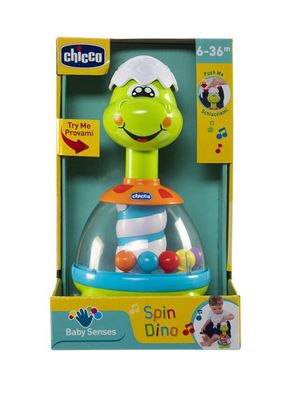 chicco
6-36m
Push Me
Schiacciami
Try Me
Provami
chicco
Baby Senses
Spin
Dino